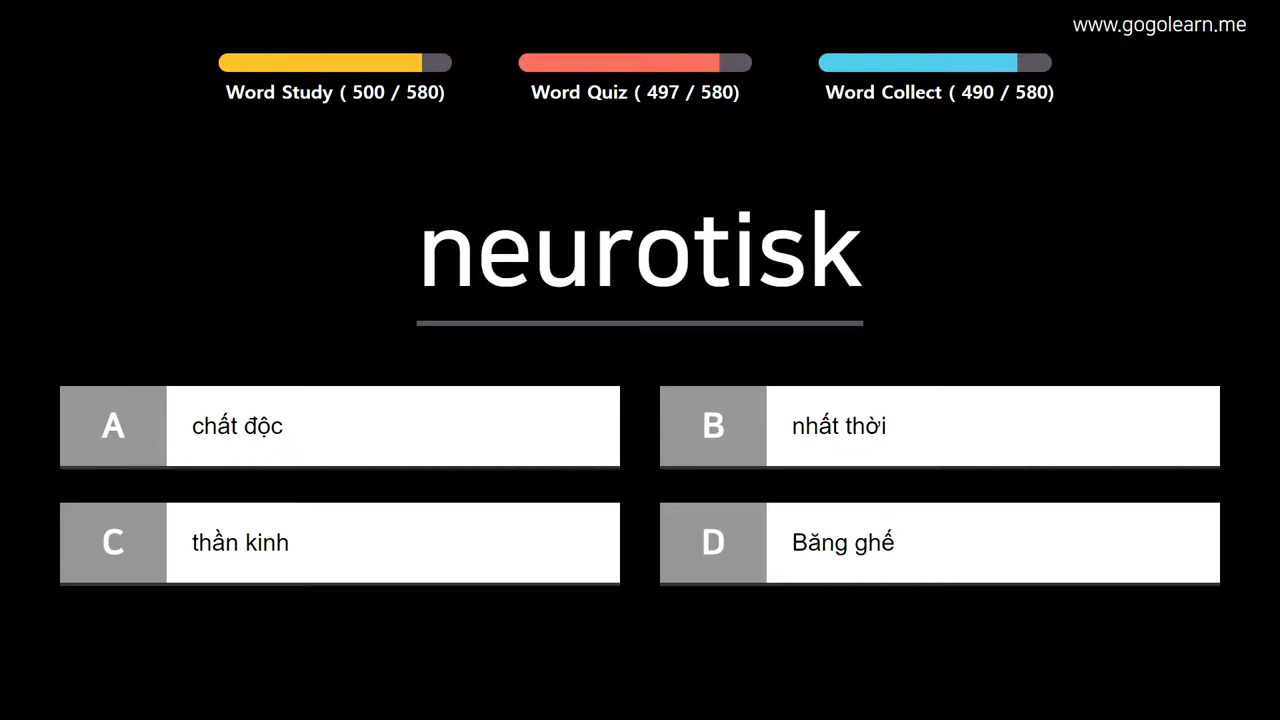 www.gogolearn.me
Word Study ( 500 / 580)
Word Quiz ( 497 / 580)
Word Collect ( 490 / 580)
neurotisk
A chất độc
B nhất thời
C thần kinh
D Băng ghế